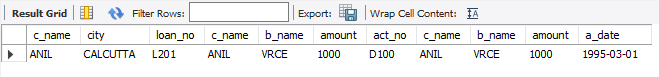 Result Grid Filter Rows: Export: Wrap Cell Content:
c_name city loan_no c_name b_name amount act_no c_name b_name amount a_date
ANIL CALCUTTA L201 ANIL VRCE 1000 D100 ANIL VRCE 1000 1995-03-01